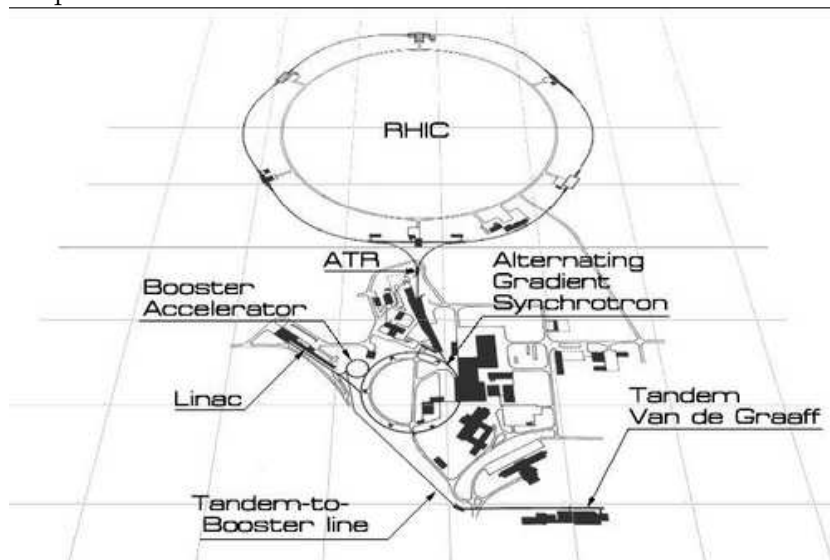 RHIC
ATR
Alternating
Gradient
Synchrotron
Booster
Accelerator
Linac
Tandem
Van de Graaff
Tandem-to-
Booster line